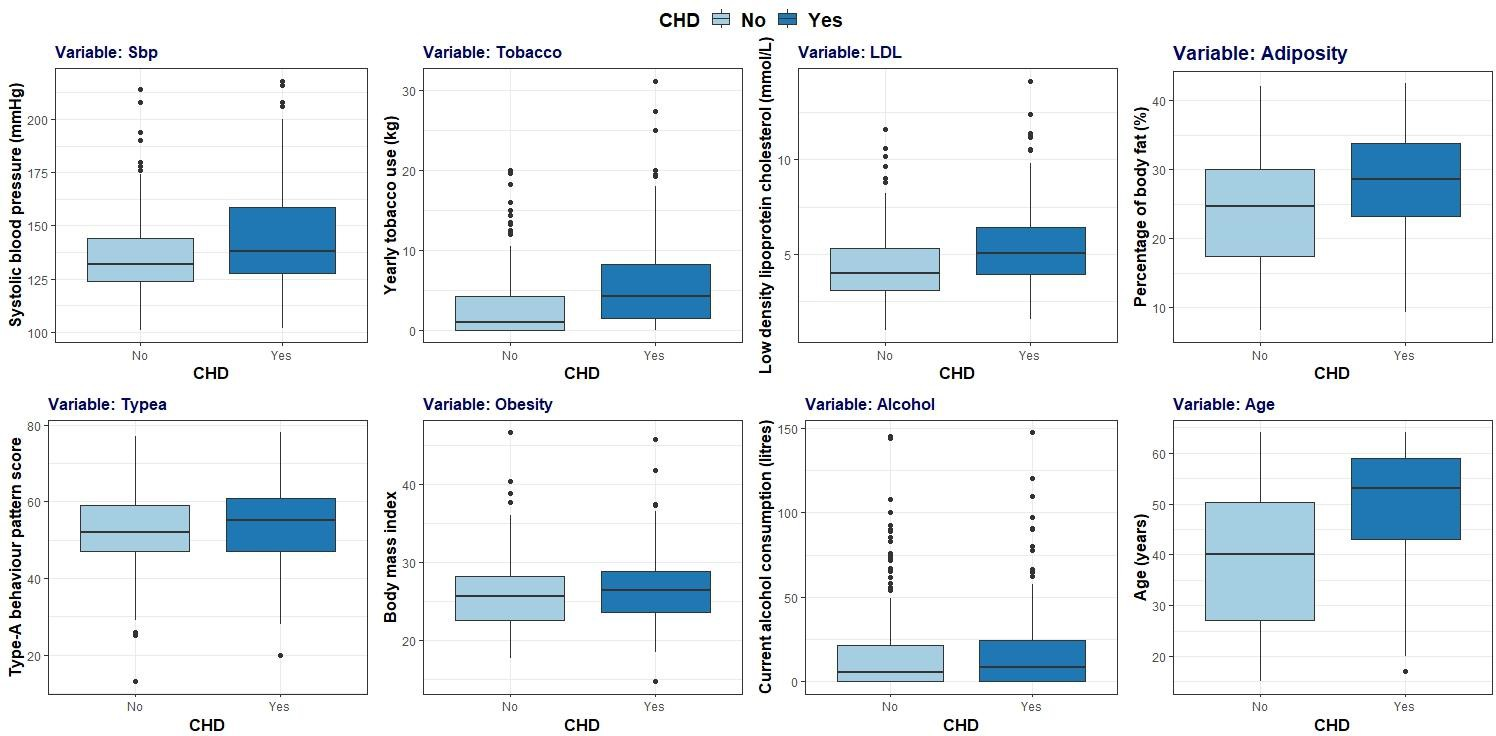 CHD No Yes
Variable: Sbp
Systolic blood pressure (mmHg)
200
175
150
125
100
No Yes
CHD
Variable: Tobacco
Yearly tobacco use (kg)
30
20
10
0
No Yes
CHD
Variable: LDL
Low density lipoprotein cholesterol (mmol/L)
10
5
No Yes
CHD
Variable: Adiposity
Percentage of body fat (%)
40
30
20
10
No Yes
CHD
Variable: Typea
Type-A behaviour pattern score
80
60
40
20
No Yes
CHD
Variable: Obesity
Body mass index
40
30
20
No Yes
CHD
Variable: Alcohol
Current alcohol consumption (litres)
150
100
50
0
No Yes
CHD
Variable: Age
Age (years)
60
50
40
30
20
No Yes
CHD